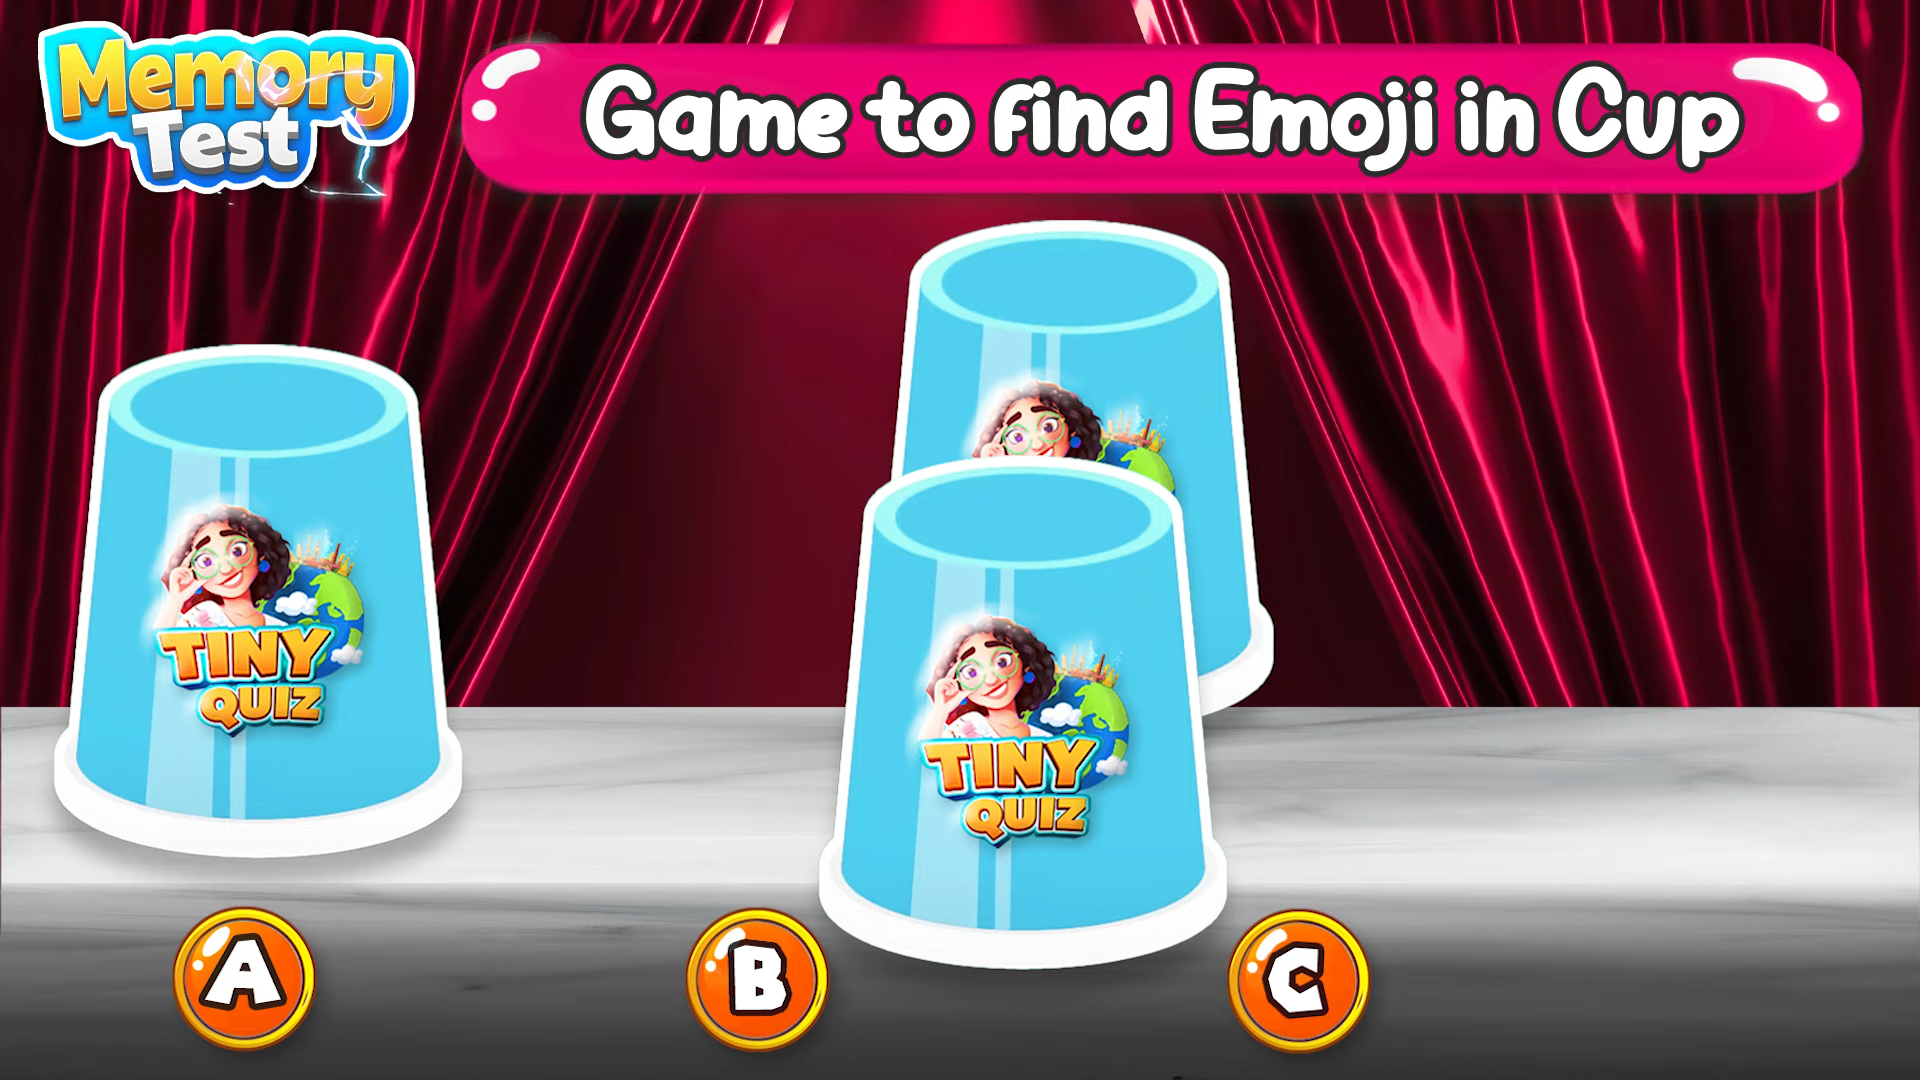 Memory
Test
Game to find Emoji in Cup
TINY
QUIZ
TINY
QUIZ
A
B
C